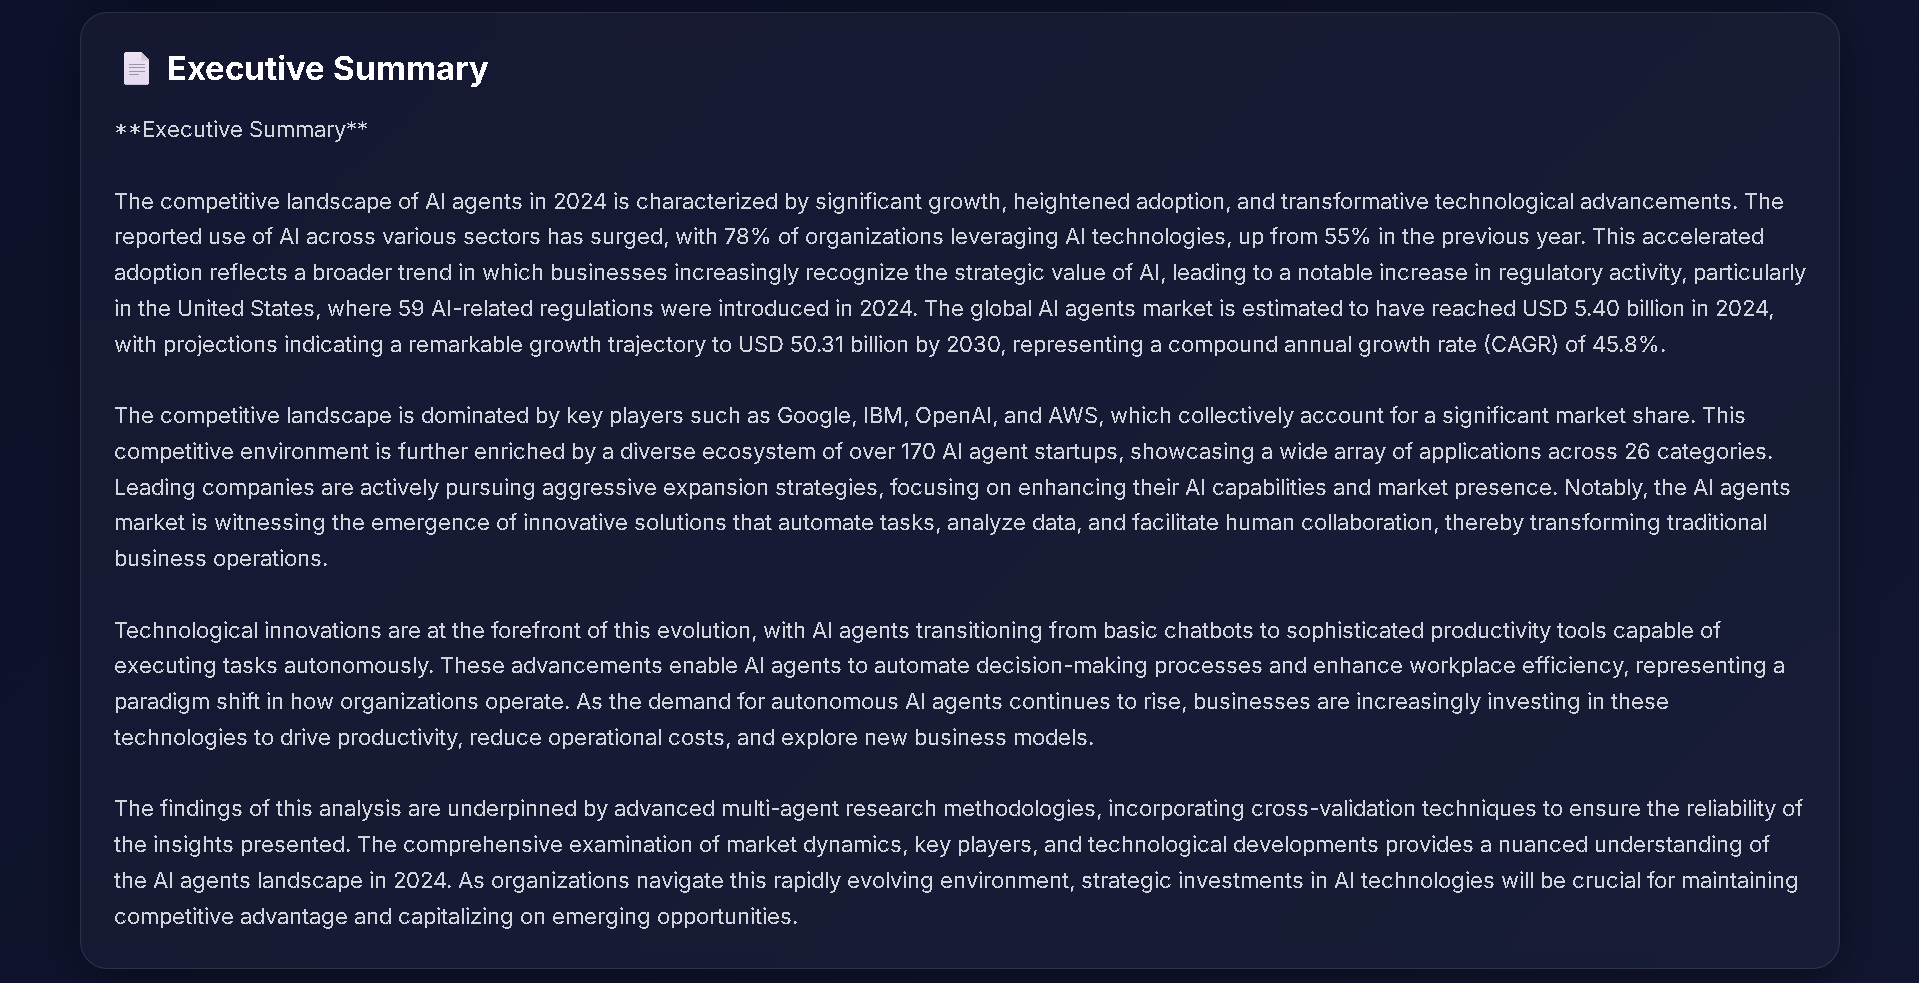 Executive Summary
**Executive Summary**
The competitive landscape of AI agents in 2024 is characterized by significant growth, heightened adoption, and transformative technological advancements. The
reported use of AI across various sectors has surged, with 78% of organizations leveraging AI technologies, up from 55% in the previous year. This accelerated
adoption reflects a broader trend in which businesses increasingly recognize the strategic value of AI, leading to a notable increase in regulatory activity, particularly
in the United States, where 59 AI-related regulations were introduced in 2024. The global AI agents market is estimated to have reached USD 5.40 billion in 2024,
with projections indicating a remarkable growth trajectory to USD 50.31 billion by 2030, representing a compound annual growth rate (CAGR) of 45.8%.
The competitive landscape is dominated by key players such as Google, IBM, OpenAI, and AWS, which collectively account for a significant market share. This
competitive environment is further enriched by a diverse ecosystem of over 170 AI agent startups, showcasing a wide array of applications across 26 categories.
Leading companies are actively pursuing aggressive expansion strategies, focusing on enhancing their AI capabilities and market presence. Notably, the AI agents
market is witnessing the emergence of innovative solutions that automate tasks, analyze data, and facilitate human collaboration, thereby transforming traditional
business operations.
Technological innovations are at the forefront of this evolution, with AI agents transitioning from basic chatbots to sophisticated productivity tools capable of
executing tasks autonomously. These advancements enable AI agents to automate decision-making processes and enhance workplace efficiency, representing a
paradigm shift in how organizations operate. As the demand for autonomous AI agents continues to rise, businesses are increasingly investing in these
technologies to drive productivity, reduce operational costs, and explore new business models.
The findings of this analysis are underpinned by advanced multi-agent research methodologies, incorporating cross-validation techniques to ensure the reliability of
the insights presented. The comprehensive examination of market dynamics, key players, and technological developments provides a nuanced understanding of
the AI agents landscape in 2024. As organizations navigate this rapidly evolving environment, strategic investments in AI technologies will be crucial for maintaining
competitive advantage and capitalizing on emerging opportunities.